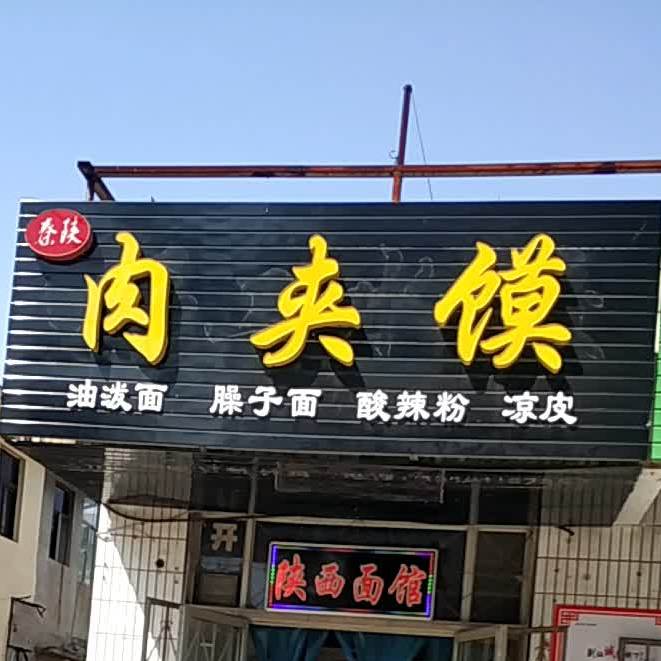 秦陕
肉夹馍
油泼面 臊子面 酸辣粉 凉皮
开
陕西面馆